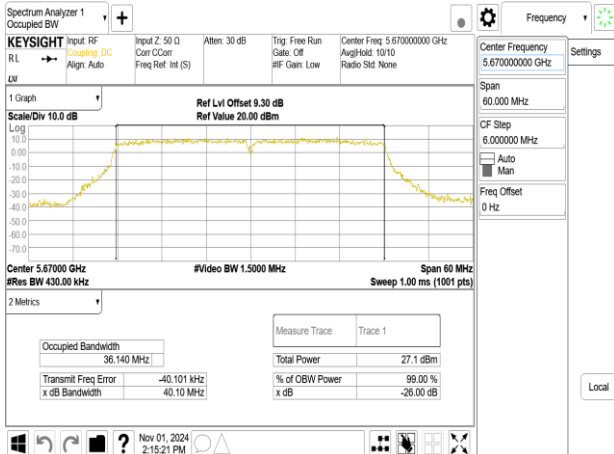 Spectrum Analyzer 1
Occupied BW
Frequency
KEYSIGHT
RL
Input: RF
Coupling: DC
Align: Auto
Input Z: 50 Ω
Corr CCorr
Freq Ref: Int (S)
Atten: 30 dB
Trig: Free Run
Gate: Off
#IF Gain: Low
Center Freq: 5.670000000 GHz
Avg|Hold: 10/10
Radio Std: None
LXI
1 Graph
Scale/Div 10.0 dB
Ref Lvl Offset 9.30 dB
Ref Value 20.00 dBm
Log
10.0
0.00
-10.0
-20.0
-30.0
-40.0
-50.0
-60.0
-70.0
Center 5.67000 GHz
#Res BW 430.00 kHz
#Video BW 1.5000 MHz
Span 60 MHz
Sweep 1.00 ms (1001 pts)
2 Metrics
Measure Trace
Trace 1
Occupied Bandwidth
36.140 MHz
Total Power
27.1 dBm
Transmit Freq Error
-40.101 kHz
% of OBW Power
99.00 %
x dB Bandwidth
40.10 MHz
x dB
-26.00 dB
Center Frequency
5.670000000 GHz
Settings
Span
60.000 MHz
CF Step
6.000000 MHz
Auto
Man
Freq Offset
0 Hz
Local
?
Nov 01, 2024
2:15:21 PM